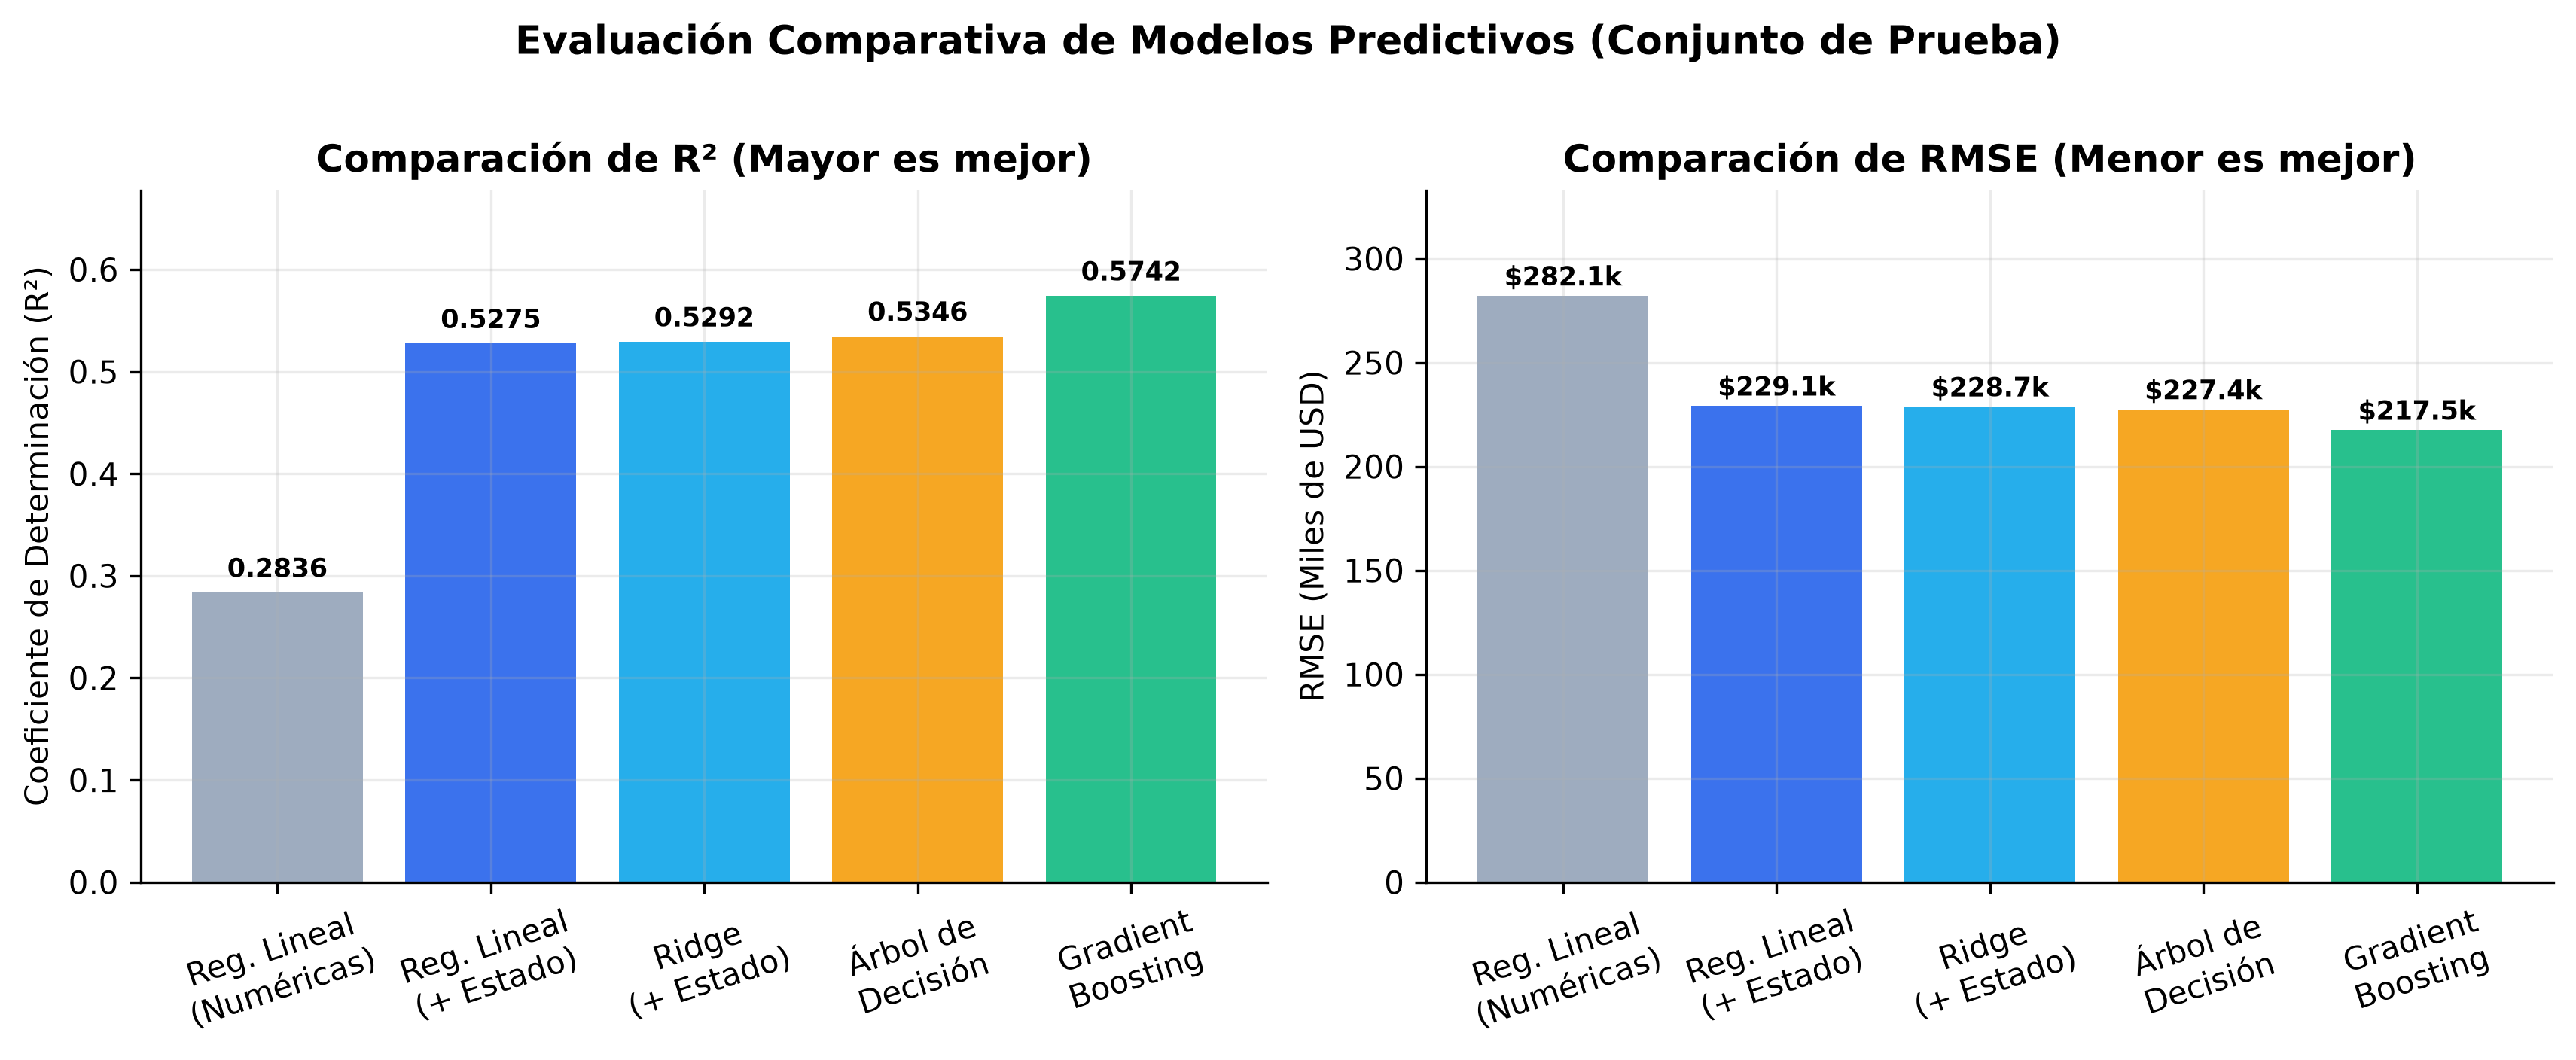 Evaluación Comparativa de Modelos Predictivos (Conjunto de Prueba)
Comparación de R² (Mayor es mejor)
Coeficiente de Determinación (R²)
0.6
0.5
0.4
0.3
0.2
0.1
0.0
0.2836
0.5275
0.5292
0.5346
0.5742
Reg. Lineal
(Numéricas)
Reg. Lineal
(+ Estado)
Ridge
(+ Estado)
Árbol de
Decisión
Gradient
Boosting
Comparación de RMSE (Menor es mejor)
RMSE (Miles de USD)
300
250
200
150
100
50
0
$282.1k
$229.1k
$228.7k
$227.4k
$217.5k
Reg. Lineal
(Numéricas)
Reg. Lineal
(+ Estado)
Ridge
(+ Estado)
Árbol de
Decisión
Gradient
Boosting